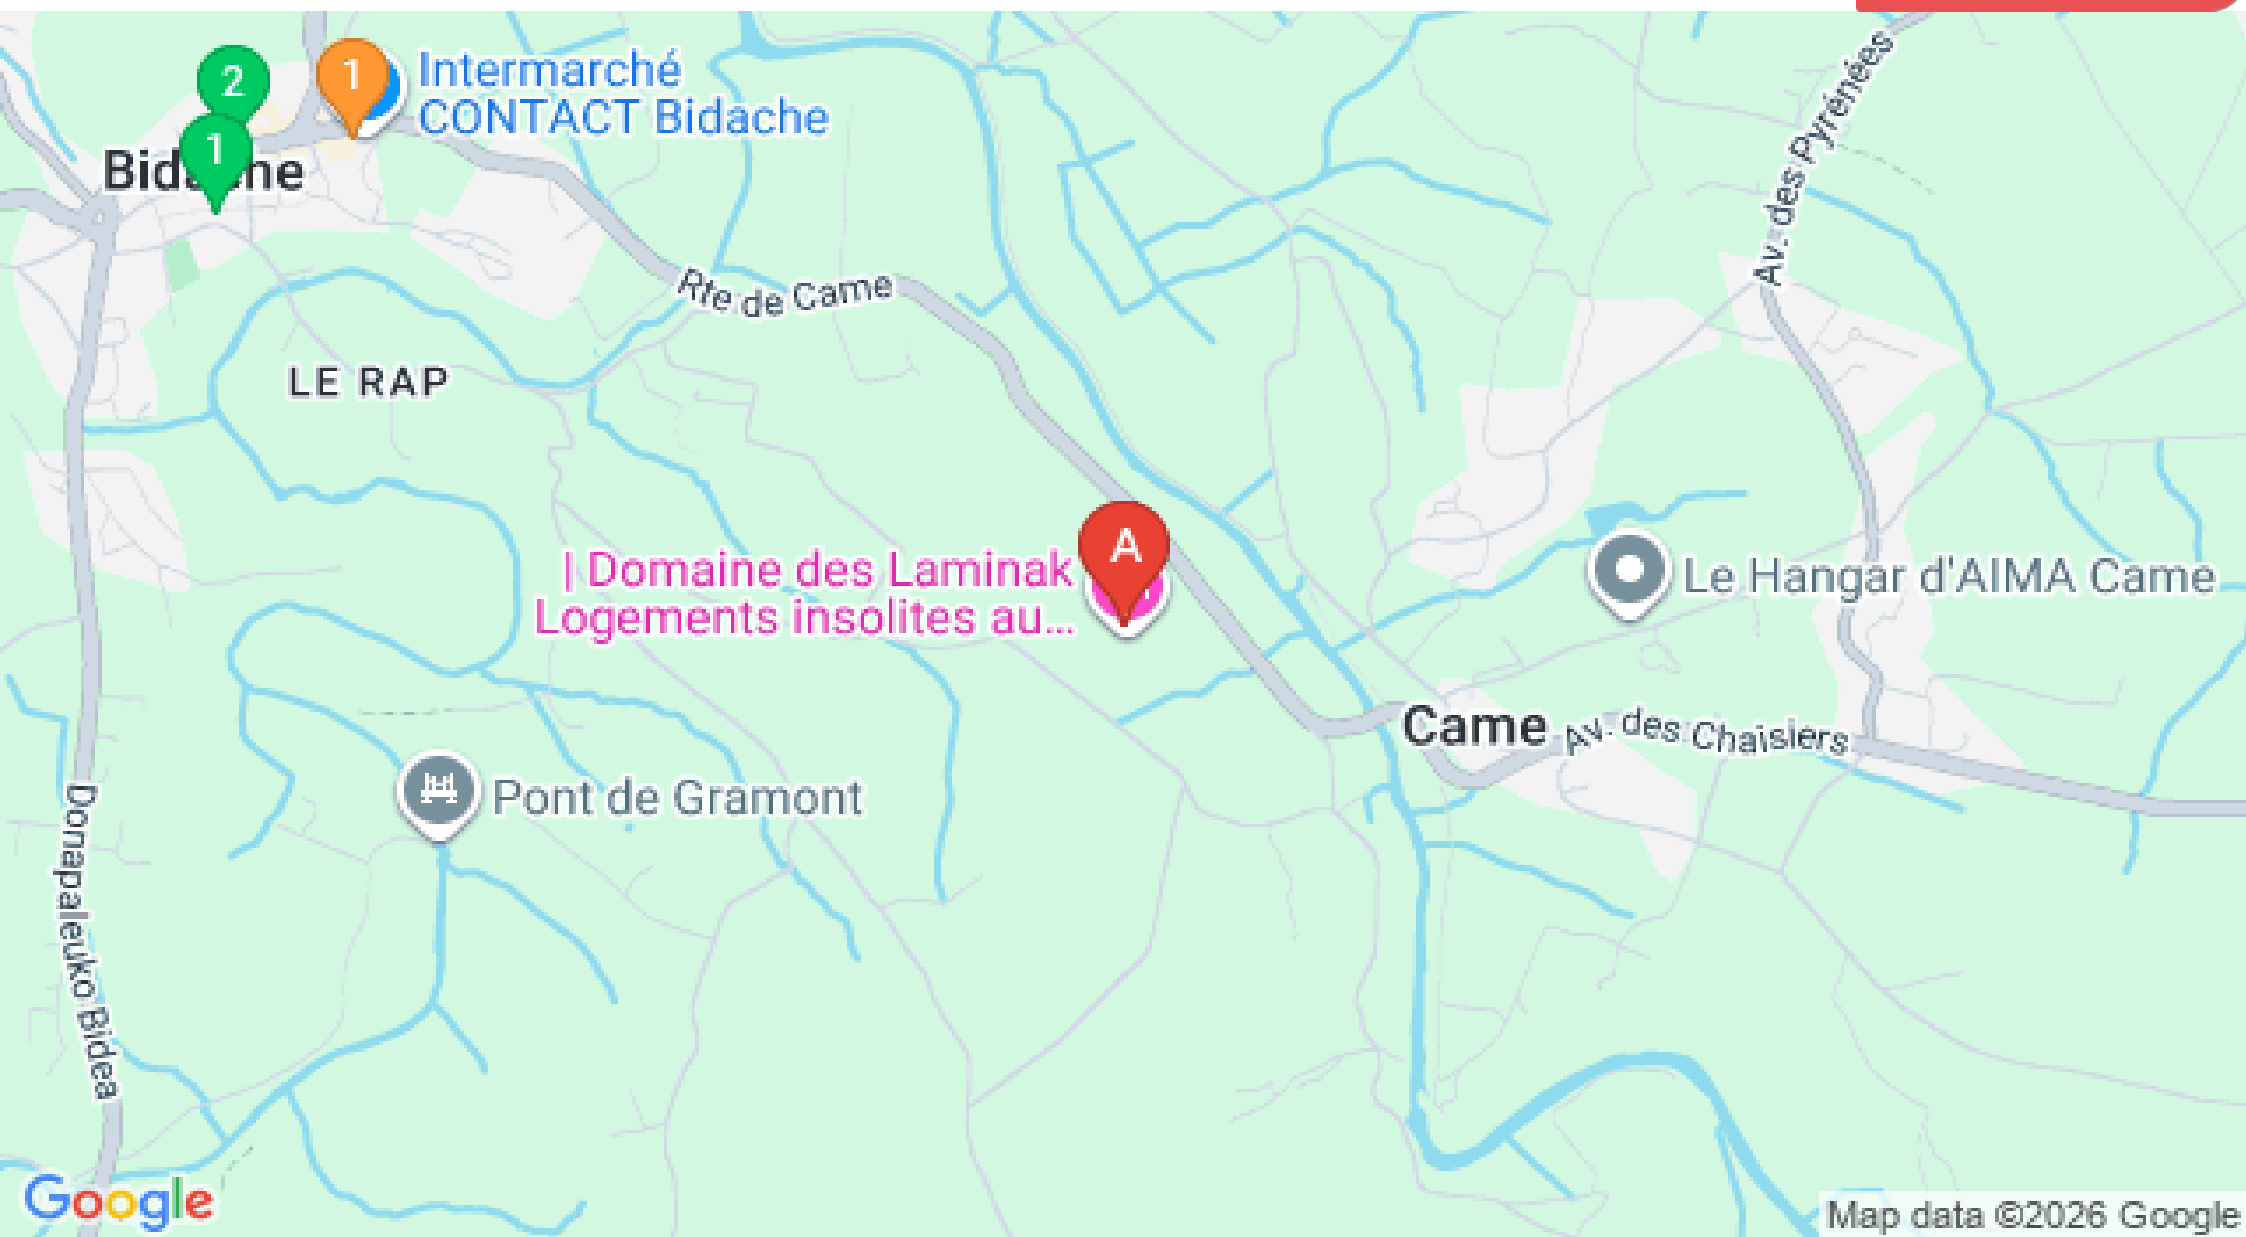 2
1
Intermarché
CONTACT Bidache
1
Bidache
Av. des Pyrénées
Rte de Came
LE RAP
A
| Domaine des Laminak
Logements insolites au...
Le Hangar d'AIMA Came
Came
Av. des Chaisiers
Pont de Gramont
Donapaleuko Bidea
Google
Map data ©2026 Google